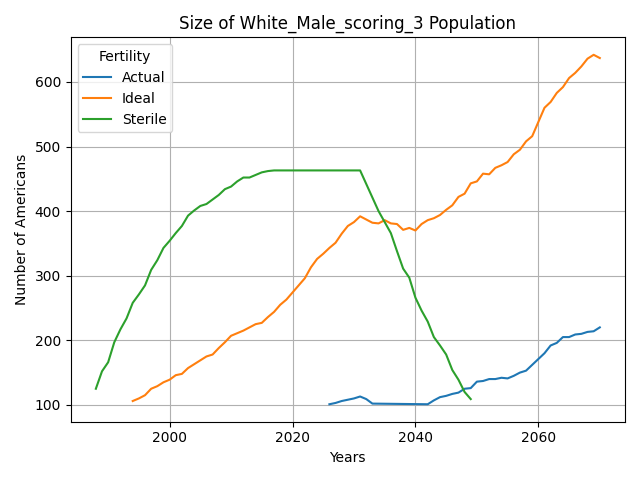 Size of White_Male_scoring_3 Population
Fertility
Actual
Ideal
Sterile
Number of Americans
600
500
400
300
200
100
2000
2020
2040
2060
Years